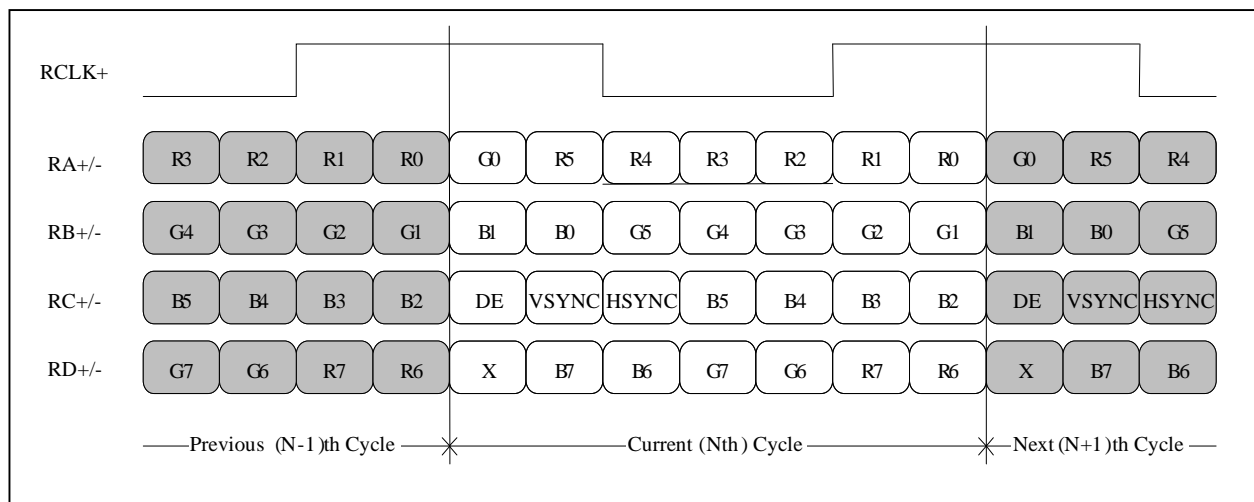 RCLK+
RA+/- R3 R2 R1 R0 G0 R5 R4 R3 R2 R1 R0 G0 R5 R4
RB+/- G4 G3 G2 G1 B1 B0 G5 G4 G3 G2 G1 B1 B0 G5
RC+/- B5 B4 B3 B2 DE VSYNC HSYNC B5 B4 B3 B2 DE VSYNC HSYNC
RD+/- G7 G6 R7 R6 X B7 B6 G7 G6 R7 R6 X B7 B6
Previous (N-1)th Cycle Current (Nth) Cycle Next (N+1)th Cycle